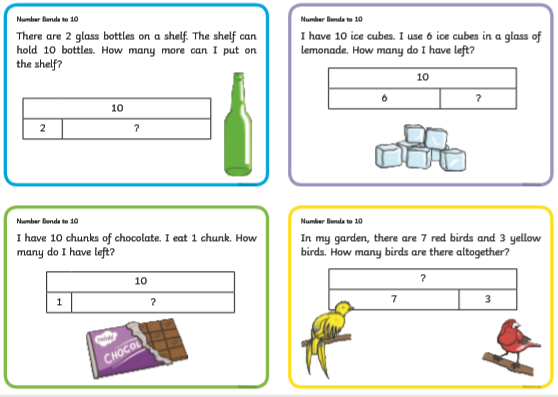 Number Bonds to 10
There are 2 glass bottles on a shelf. The shelf can
hold 10 bottles. How many more can I put on
the shelf?
10
2 ?
Number Bonds to 10
I have 10 ice cubes. I use 6 ice cubes in a glass of
lemonade. How many do I have left?
10
6 ?
Number Bonds to 10
I have 10 chunks of chocolate. I eat 1 chunk. How
many do I have left?
10
1 ?
CHOCOL
Number Bonds to 10
In my garden, there are 7 red birds and 3 yellow
birds. How many birds are there altogether?
?
7 3